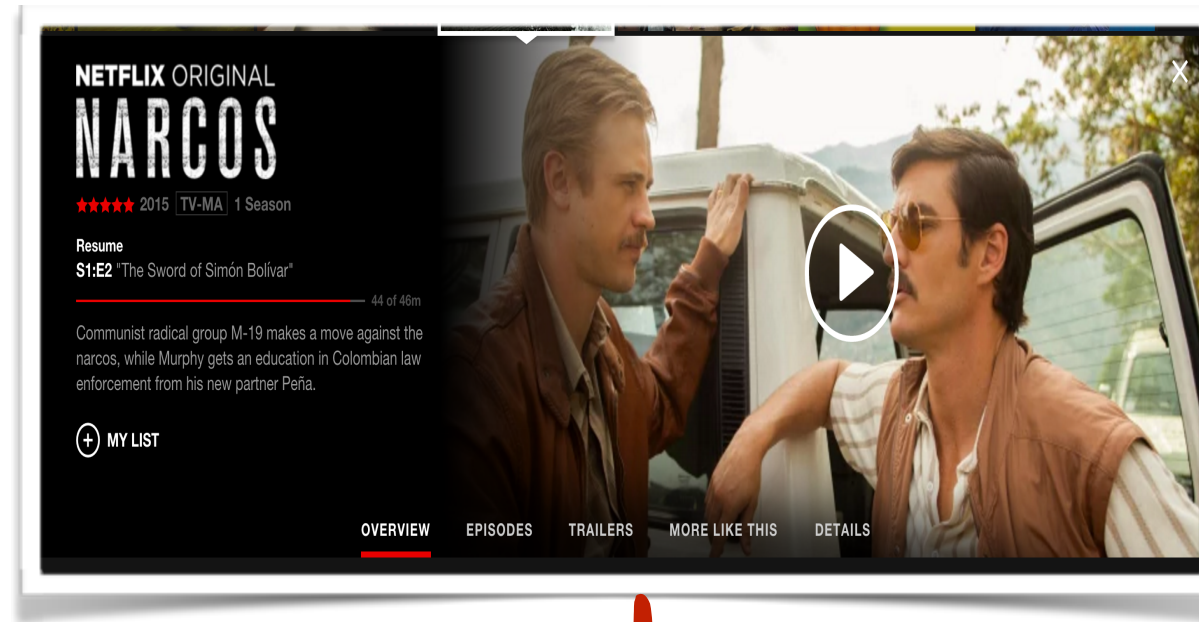 NETFLIX ORIGINAL
NARCOS
2015 TV-MA 1 Season
Resume
S1:E2 "The Sword of Simón Bolívar"
44 of 46m
Communist radical group M-19 makes a move against the
narcos, while Murphy gets an education in Colombian law
enforcement from his new partner Peña.
MY LIST
OVERVIEW EPISODES TRAILERS MORE LIKE THIS DETAILS